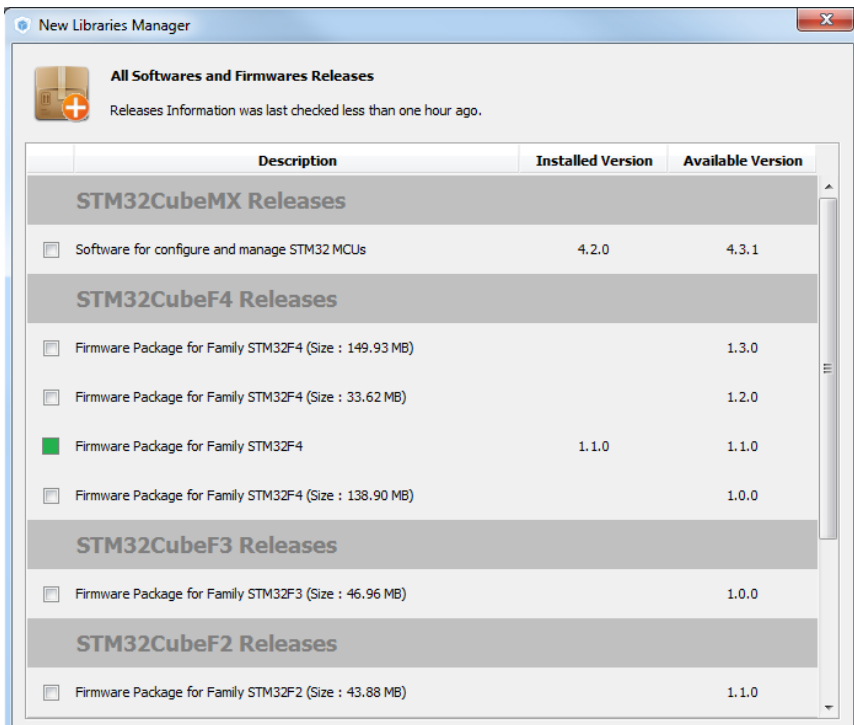 New Libraries Manager
All Softwares and Firmwares Releases
Releases Information was last checked less than one hour ago.
Description Installed Version Available Version
STM32CubeMX Releases
Software for configure and manage STM32 MCUs 4.2.0 4.3.1
STM32CubeF4 Releases
Firmware Package for Family STM32F4 (Size : 149.93 MB) 1.3.0
Firmware Package for Family STM32F4 (Size : 33.62 MB) 1.2.0
Firmware Package for Family STM32F4 1.1.0 1.1.0
Firmware Package for Family STM32F4 (Size : 138.90 MB) 1.0.0
STM32CubeF3 Releases
Firmware Package for Family STM32F3 (Size : 46.96 MB) 1.0.0
STM32CubeF2 Releases
Firmware Package for Family STM32F2 (Size : 43.88 MB) 1.1.0